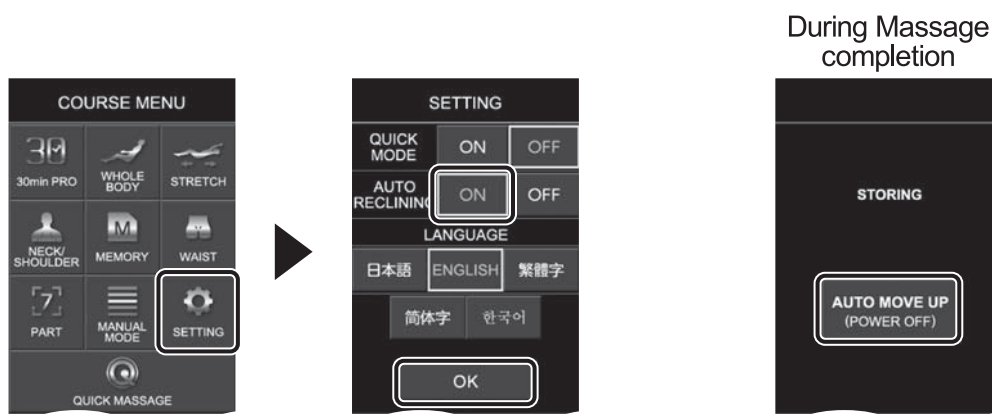 During Massage
completion
COURSE MENU
30
30min PRO
WHOLE
BODY
STRETCH
NECK/
SHOULDER
M
MEMORY
WAIST
7
PART
MANUAL
MODE
SETTING
QUICK MASSAGE
SETTING
QUICK
MODE
ON
OFF
AUTO
RECLINING
ON
OFF
LANGUAGE
日本語
ENGLISH
繁體字
简体字
한국어
OK
STORING
AUTO MOVE UP
(POWER OFF)